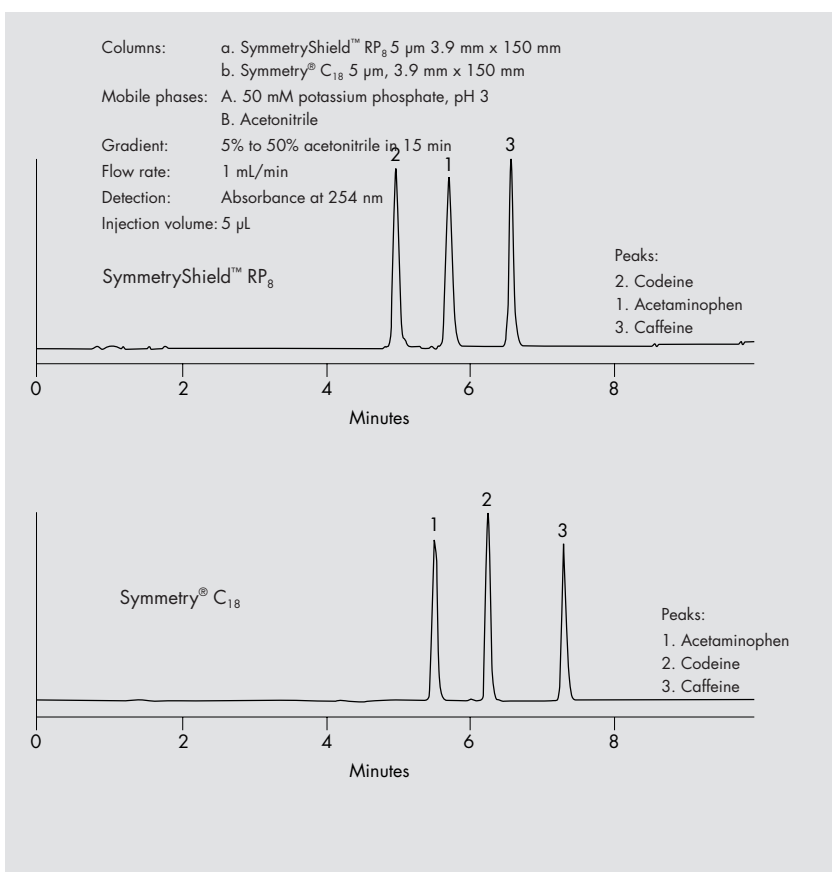 Columns: a. SymmetryShield™ RP₈ 5 µm 3.9 mm x 150 mm
b. Symmetry® C₁₈ 5 µm, 3.9 mm x 150 mm
Mobile phases: A. 50 mM potassium phosphate, pH 3
B. Acetonitrile
Gradient: 5% to 50% acetonitrile in 15 min
Flow rate: 1 mL/min
Detection: Absorbance at 254 nm
Injection volume: 5 µL
2 1 3
SymmetryShield™ RP₈
Peaks:
2. Codeine
1. Acetaminophen
3. Caffeine
0 2 4 6 8
Minutes
1 2 3
Symmetry® C₁₈
Peaks:
1. Acetaminophen
2. Codeine
3. Caffeine
0 2 4 6 8
Minutes